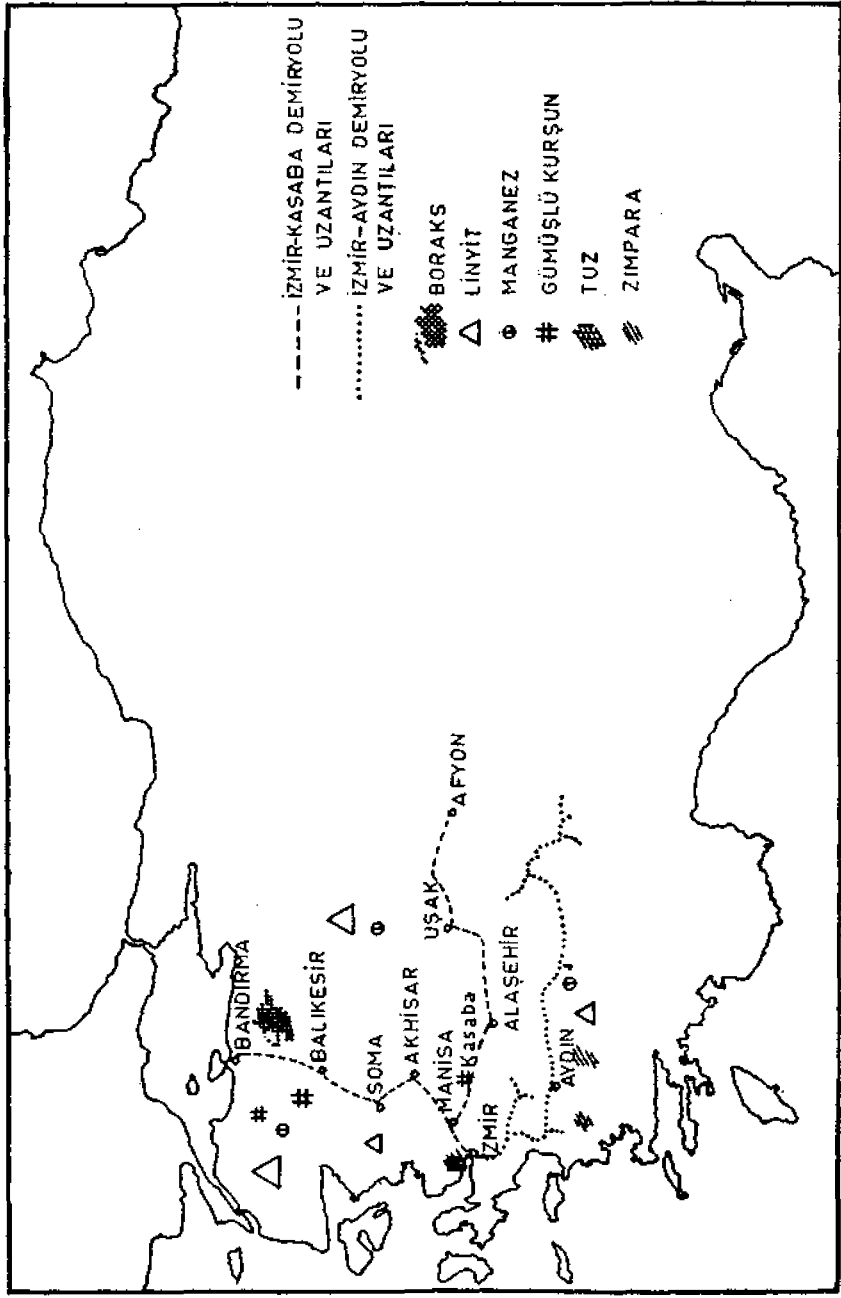 İZMİR-KASABA DEMİRYOLU
VE UZANTILARI
İZMİR-AYDIN DEMİRYOLU
VE UZANTILARI
BORAKS
LİNYİT
MANGANEZ
GÜMÜŞLÜ KURŞUN
TUZ
ZIMPARA
BANDIRMA
BALIKESİR
SOMA
AKHİSAR
MANİSA
Kasaba
İZMİR
ALAŞEHİR
UŞAK
AFYON
AYDIN